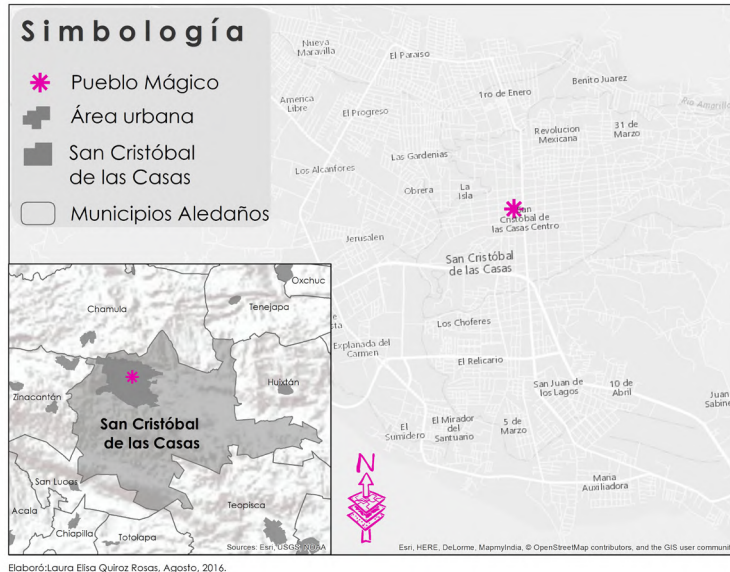 Simbología
Pueblo Mágico
Área urbana
San Cristóbal
de las Casas
Municipios Aledaños
Nueva
Maravilla
El Paraiso
Benito Juarez
1ro de Enero
America
Libre
El Progreso
Rio Amarillo
Revolucion
Mexicana
31 de
Marzo
Las Gardenias
Los Alcanfores
Obrera
La
Isla
Cristobal de
las Casas Centro
Jerusalen
San Cristóbal
de las Casas
Los Choferes
Explanada del
Carmen
El Relicario
San Juan de
los Lagos
10 de
Abril
Juan
El
Sumidero
El Mirador
del
Santuario
5 de
Marzo
Maria
Auxiliadora
N
Esri, HERE, DeLorme, MapmyIndia, © OpenStreetMap contributors, and the GIS user
Oxchuc
Chamula
Tenejapa
Zinacantán
Huixtán
San Cristóbal
de las Casas
San Lucas
Acala
Teopisca
Chiapilla
Totolapa
Sources: Esri, USGS, NOAA
Elaboró:Laura Elisa Quiroz Rosas, Agosto, 2016.